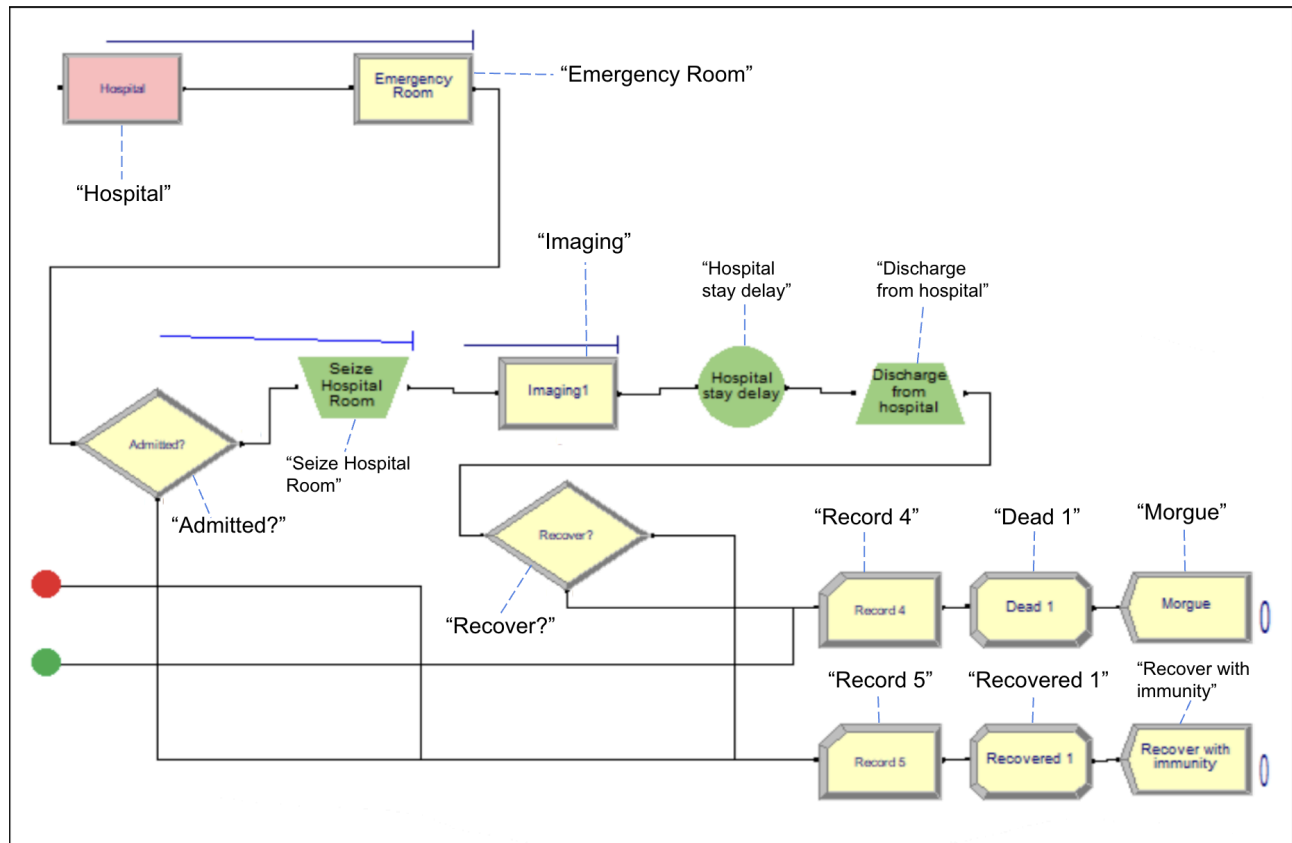 Hospital
Emergency
Room
“Emergency Room”
“Hospital”
“Imaging”
“Hospital
stay delay”
“Discharge
from hospital”
Seize
Hospital
Room
Imaging1
Hospital
stay delay
Discharge
from
hospital
Admitted?
“Seize Hospital
Room”
“Admitted?”
Recover?
“Recover?”
“Record 4”
“Dead 1”
“Morgue”
Record 4
Dead 1
Morgue
“Record 5”
“Recovered 1”
“Recover with
immunity”
Record 5
Recovered 1
Recover with
immunity
0
0